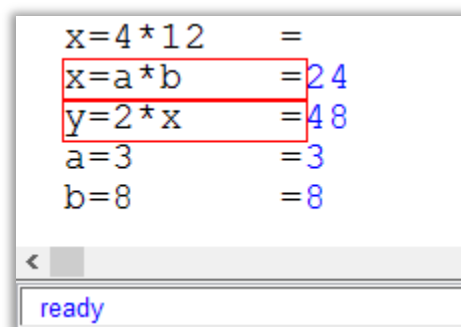 x=4*12 =
x=a*b =24
y=2*x =48
a=3 =3
b=8 =8
ready